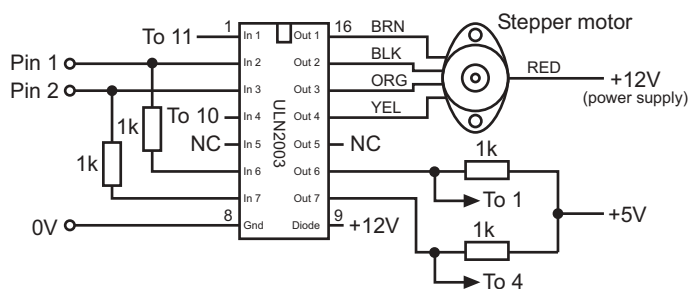 Stepper motor
To 11
1
In 1
Out 1
16
BRN
Pin 1
In 2
Out 2
BLK
RED
+12V
(power supply)
Pin 2
In 3
Out 3
ORG
1k
To 10
In 4
Out 4
YEL
1k
NC
In 5
Out 5
NC
ULN2003
1k
In 6
Out 6
To 1
In 7
Out 7
+5V
0V
8
Gnd
Diode
9
+12V
1k
To 4